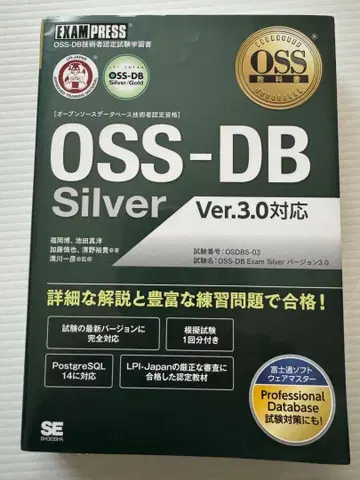 EXAMPRESS
OSS-DB技術者認定試験学習書
OSS-DB
Silver/Gold
OSS
教科書
[オープンソースデータベース技術者認定資格]
OSS-DB
Silver
Ver.3.0対応
福岡博、池田真洋
加藤慎也、清野裕貴 ●著
溝川一彦 ●監修
試験番号：OSDBS-03
試験名：OSS-DB Exam Silver バージョン3.0
詳細な解説と豊富な練習問題で合格！
試験の最新バージョンに
完全対応
模擬試験
1回分付き
PostgreSQL
14に対応
LPI-Japanの厳正な審査に
合格した認定教材
富士通ソフト
ウェアマスター
Professional
Database
試験対策にも!
SE
SHOEISHA